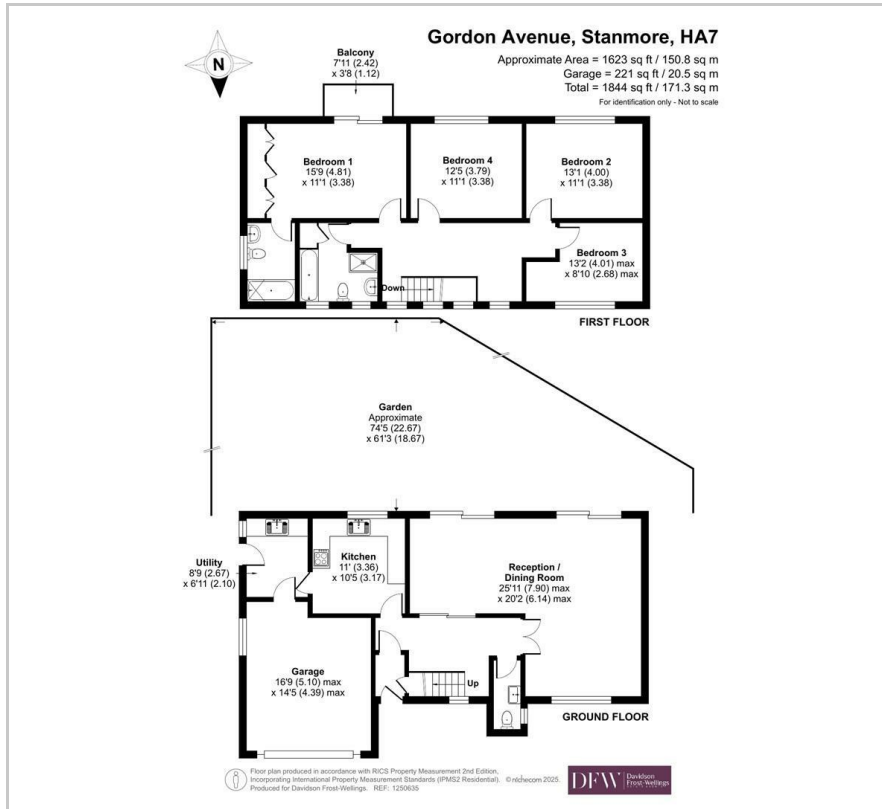 Gordon Avenue, Stanmore, HA7
Approximate Area = 1623 sq ft / 150.8 sq m
Garage = 221 sq ft / 20.5 sq m
Total = 1844 sq ft / 171.3 sq m
For identification only - Not to scale
N
Balcony
7'11 (2.42)
x 3'8 (1.12)
Bedroom 1
15'9 (4.81)
x 11'1 (3.38)
Bedroom 4
12'5 (3.79)
x 11'1 (3.38)
Bedroom 2
13'1 (4.00)
x 11'1 (3.38)
Bedroom 3
13'2 (4.01) max
x 8'10 (2.68) max
Down
FIRST FLOOR
Garden
Approximate
74'5 (22.67)
x 61'3 (18.67)
Utility
8'9 (2.67)
x 6'11 (2.10)
Kitchen
11' (3.36)
x 10'5 (3.17)
Reception /
Dining Room
25'11 (7.90) max
x 20'2 (6.14) max
Garage
16'9 (5.10) max
x 14'5 (4.39) max
Up
GROUND FLOOR
Floor plan produced in accordance with RICS Property Measurement 2nd Edition,
Incorporating International Property Measurement Standards (IPMS2 Residential). © nichecom 2025.
Produced for Davidson Frost-Wellings. REF: 1250635
DFW Davidson
Frost-Wellings